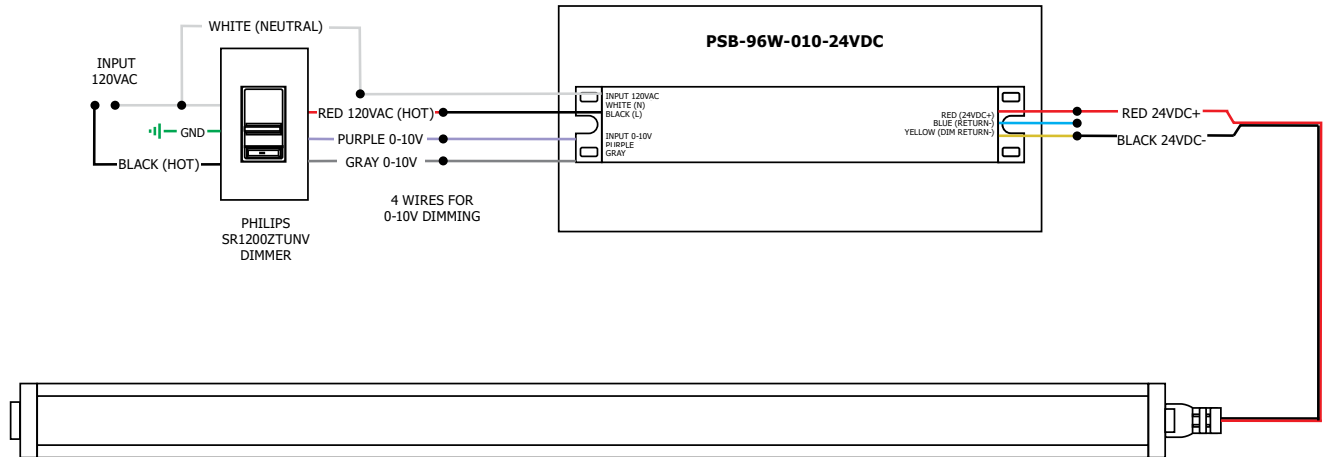 WHITE (NEUTRAL)
INPUT
120VAC
GND
BLACK (HOT)
PHILIPS
SR1200ZTUNV
DIMMER
RED 120VAC (HOT)
PURPLE 0-10V
GRAY 0-10V
4 WIRES FOR
0-10V DIMMING
PSB-96W-010-24VDC
INPUT 120VAC
WHITE (N)
BLACK (L)
INPUT 0-10V
PURPLE
GRAY
RED (24VDC+)
BLUE (RETURN-)
YELLOW (DIM RETURN-)
RED 24VDC+
BLACK 24VDC-